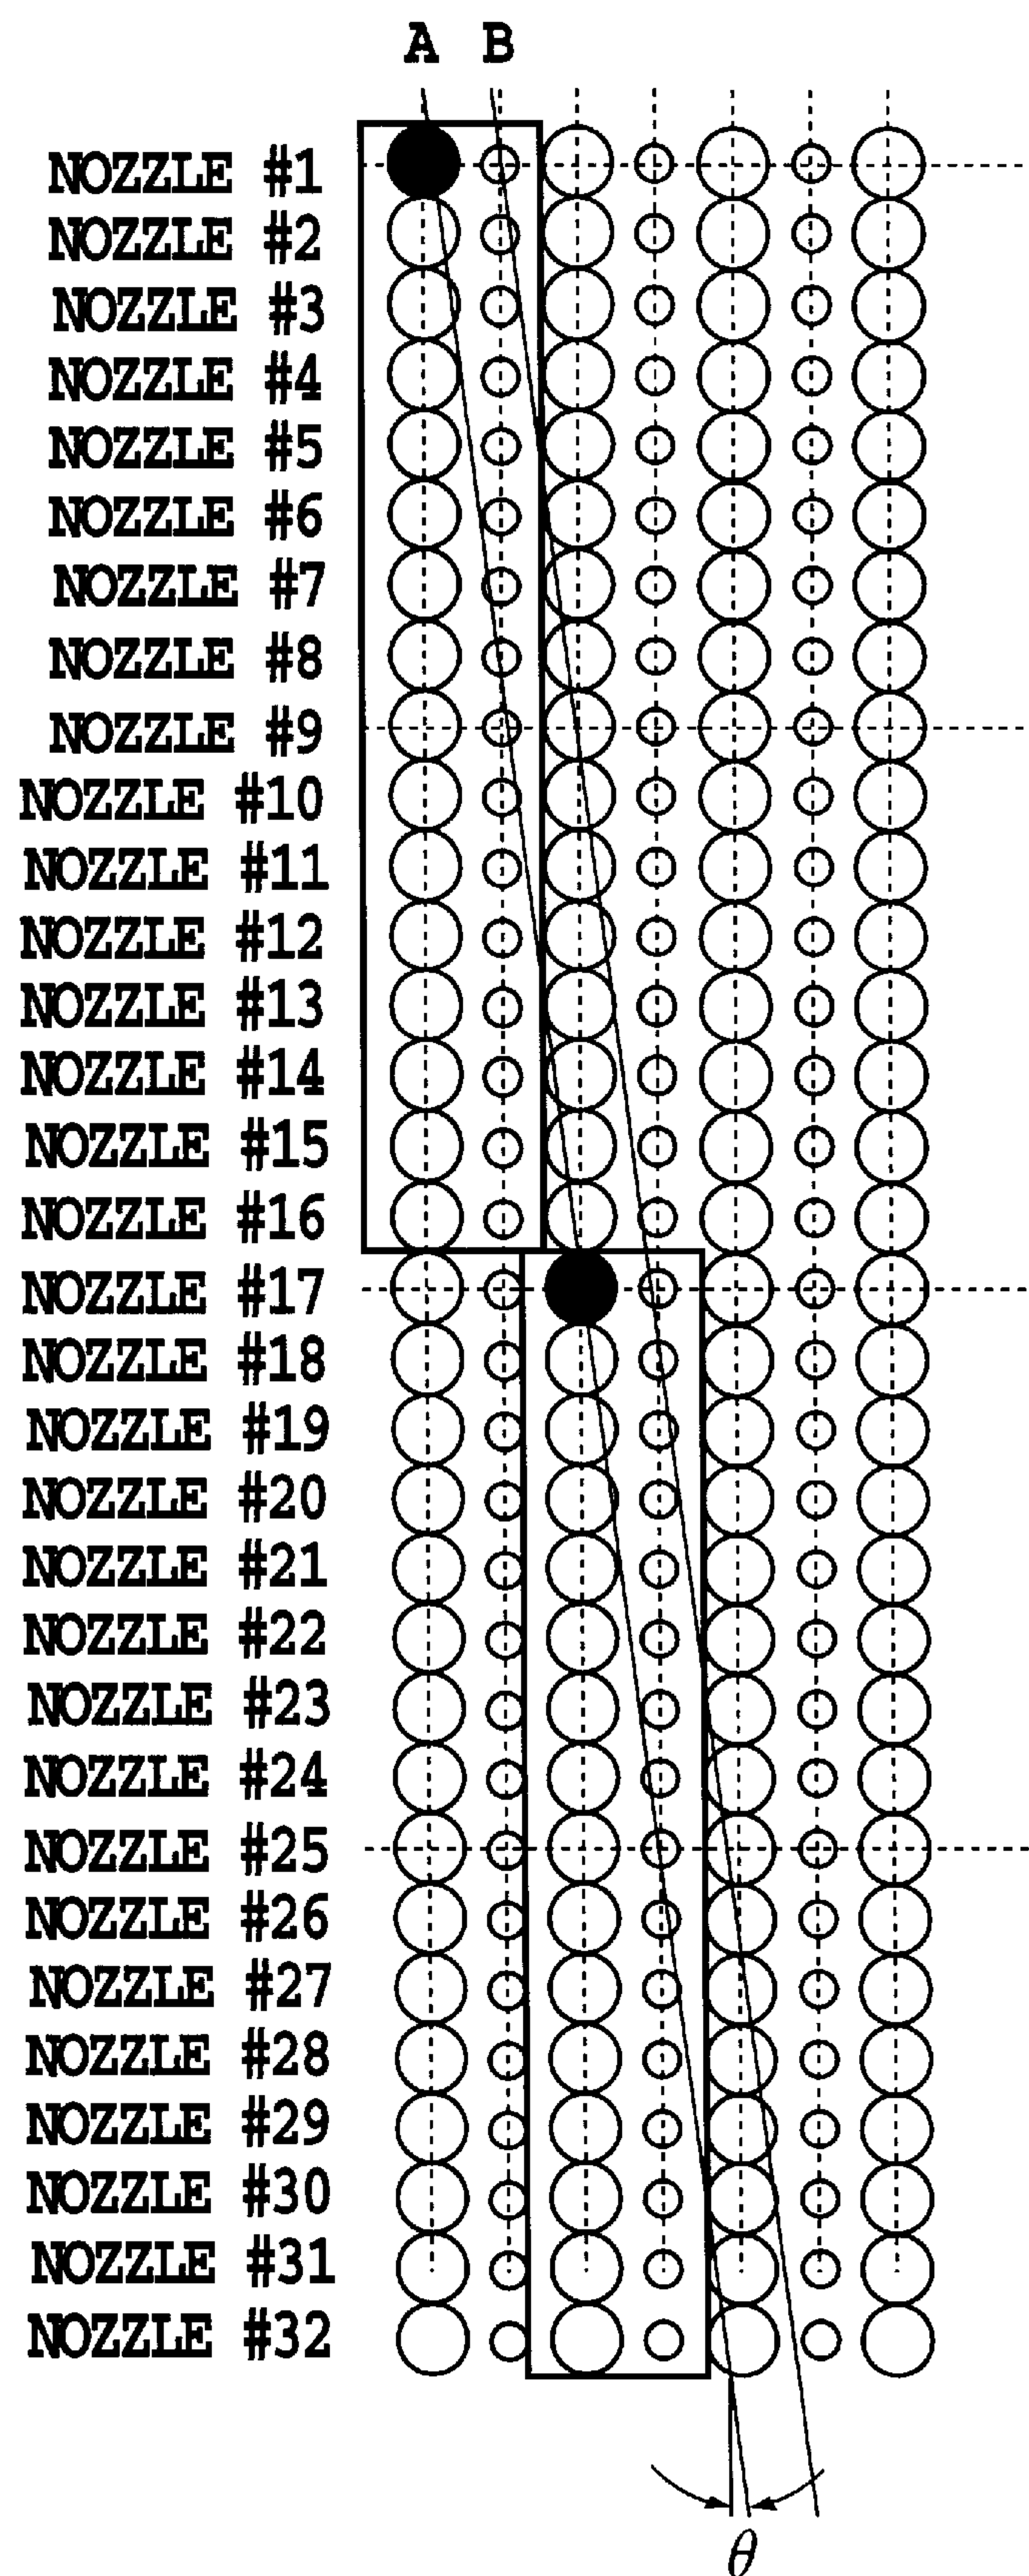 A B
NOZZLE #1
NOZZLE #2
NOZZLE #3
NOZZLE #4
NOZZLE #5
NOZZLE #6
NOZZLE #7
NOZZLE #8
NOZZLE #9
NOZZLE #10
NOZZLE #11
NOZZLE #12
NOZZLE #13
NOZZLE #14
NOZZLE #15
NOZZLE #16
NOZZLE #17
NOZZLE #18
NOZZLE #19
NOZZLE #20
NOZZLE #21
NOZZLE #22
NOZZLE #23
NOZZLE #24
NOZZLE #25
NOZZLE #26
NOZZLE #27
NOZZLE #28
NOZZLE #29
NOZZLE #30
NOZZLE #31
NOZZLE #32
θ